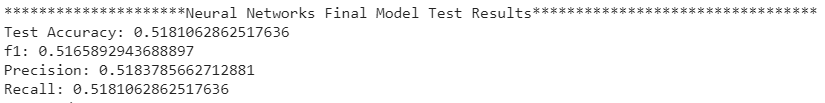 *********************Neural Networks Final Model Test Results*********************************
Test Accuracy: 0.5181062862517636
f1: 0.5165892943688897
Precision: 0.5183785662712881
Recall: 0.5181062862517636